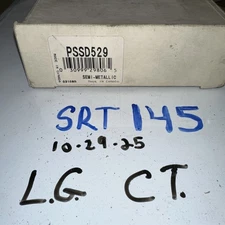 PSSD529
SEMI-METALLIC
SRT 145
10-29-25
L.G. CT.